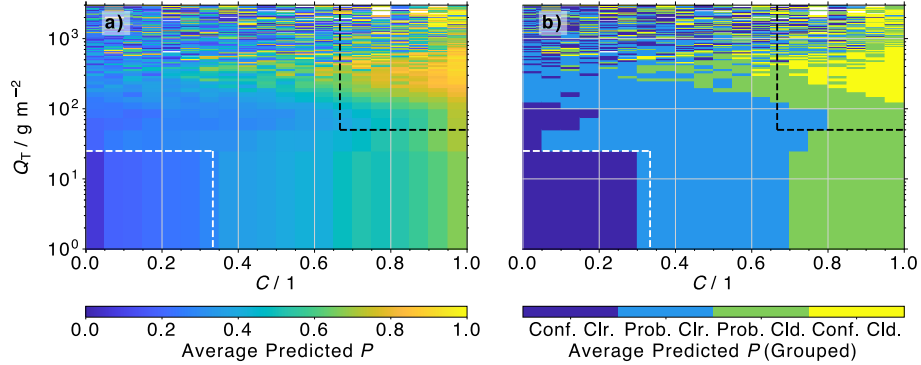 a)
b)
10³
10²
10¹
10⁰
Q_T / g m⁻²
0.0 0.2 0.4 0.6 0.8 1.0
C / 1
0.0 0.2 0.4 0.6 0.8 1.0
C / 1
0.0 0.2 0.4 0.6 0.8 1.0
Average Predicted P
Conf. Clr. Prob. Clr. Prob. Cld. Conf. Cld.
Average Predicted P (Grouped)